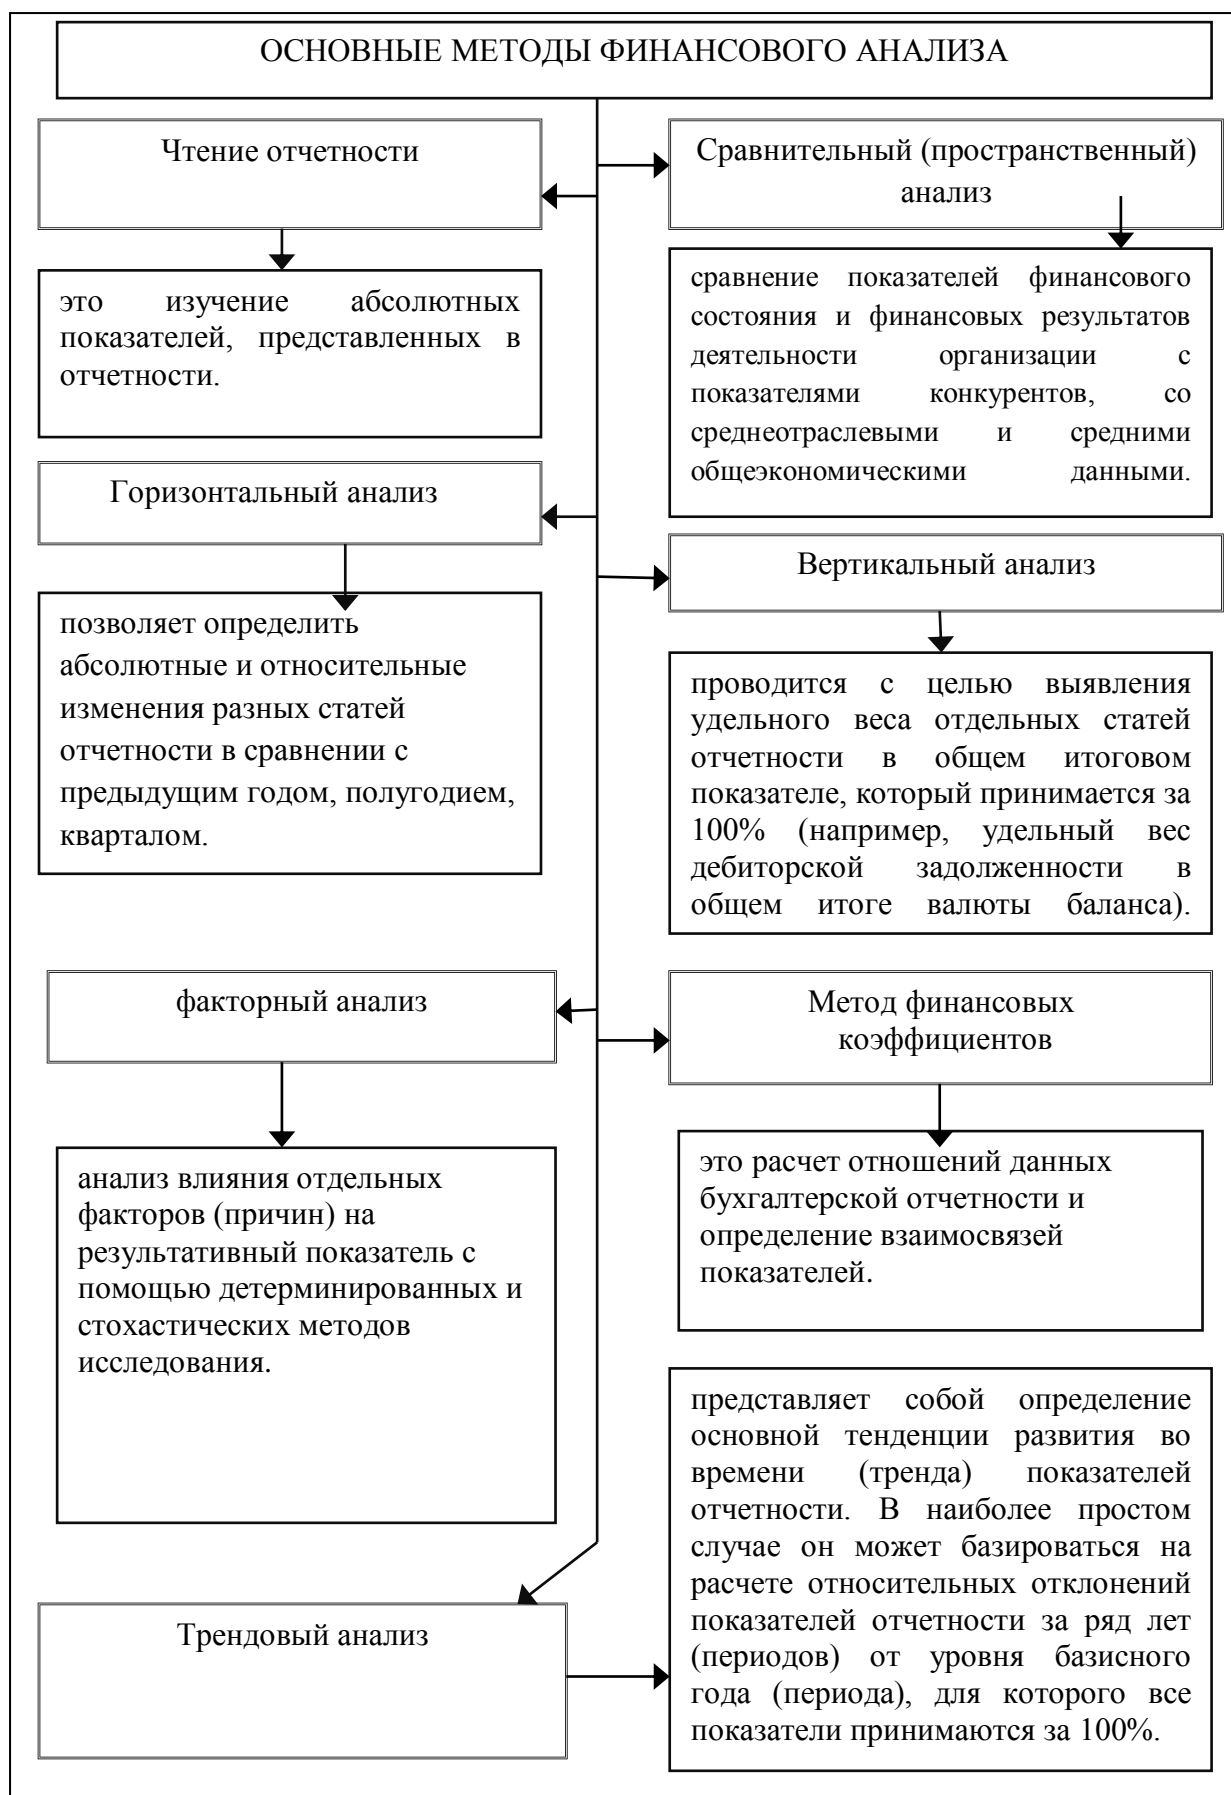 ОСНОВНЫЕ МЕТОДЫ ФИНАНСОВОГО АНАЛИЗА
Чтение отчетности
это изучение абсолютных
показателей, представленных в
отчетности.
Сравнительный (пространственный)
анализ
сравнение показателей финансового
состояния и финансовых результатов
деятельности организации с
показателями конкурентов, со
среднеотраслевыми и средними
общеэкономическими данными.
Горизонтальный анализ
позволяет определить
абсолютные и относительные
изменения разных статей
отчетности в сравнении с
предыдущим годом, полугодием,
кварталом.
Вертикальный анализ
проводится с целью выявления
удельного веса отдельных статей
отчетности в общем итоговом
показателе, который принимается за
100% (например, удельный вес
дебиторской задолженности в
общем итоге валюты баланса).
факторный анализ
анализ влияния отдельных
факторов (причин) на
результативный показатель с
помощью детерминированных и
стохастических методов
исследования.
Метод финансовых
коэффициентов
это расчет отношений данных
бухгалтерской отчетности и
определение взаимосвязей
показателей.
Трендовый анализ
представляет собой определение
основной тенденции развития во
времени (тренда) показателей
отчетности. В наиболее простом
случае он может базироваться на
расчете относительных отклонений
показателей отчетности за ряд лет
(периодов) от уровня базисного
года (периода), для которого все
показатели принимаются за 100%.